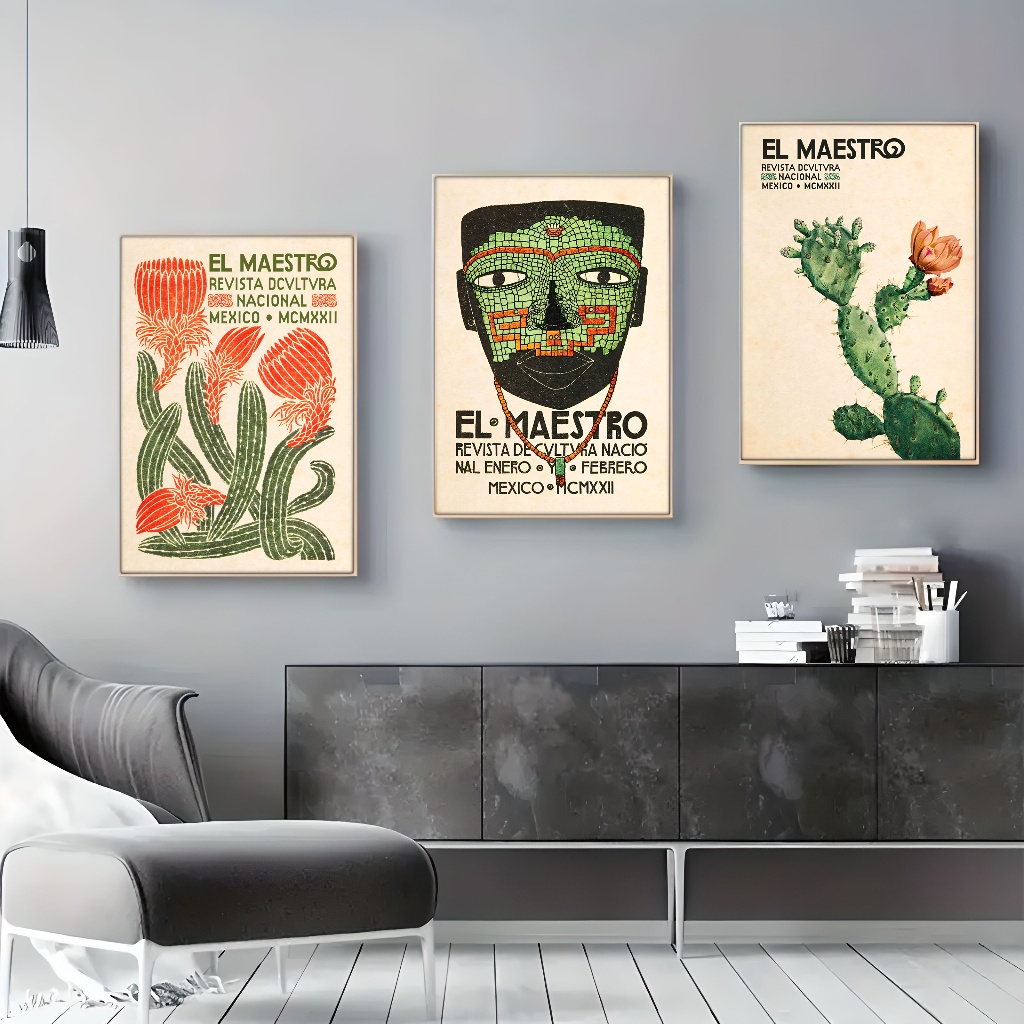 EL MAESTRO
REVISTA DCVLTVRA
NACIONAL
MEXICO • MCMXXII
EL • MAESTRO
REVISTA DE CVLTVRA NACIO
NAL ENERO • Y • FEBRERO
MEXICO • MCMXXII
EL MAESTRO
REVISTA DCVLTVRA
NACIONAL
MEXICO • MCMXXII